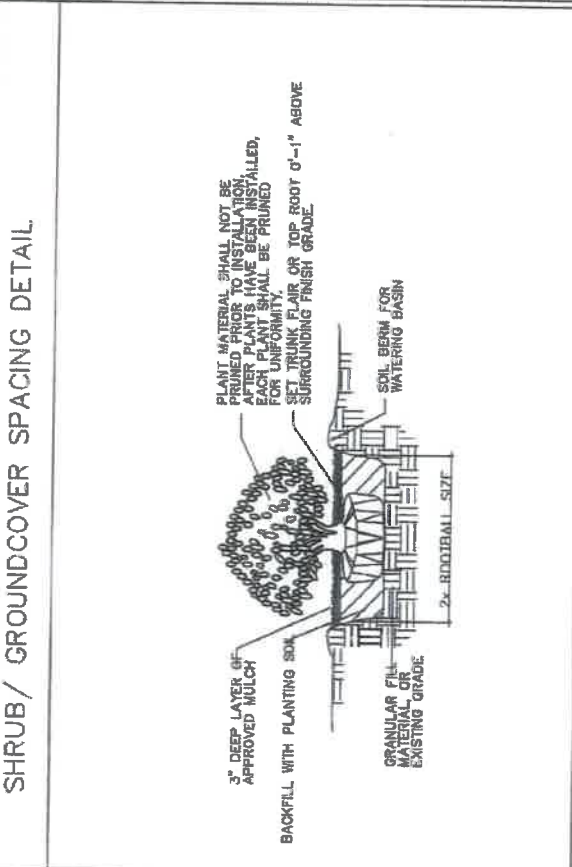 SHRUB/ GROUNDCOVER SPACING DETAIL.
PLANT MATERIAL SHALL NOT BE
PRUNED PRIOR TO INSTALLATION,
AFTER PLANTS HAVE BEEN INSTALLED,
EACH PLANT SHALL BE PRUNED
FOR UNIFORMITY.
SET TRUNK FLAIR OR TOP ROOT 0'-1" ABOVE
SURROUNDING FINISH GRADE.
3" DEEP LAYER OF
APPROVED MULCH
BACKFILL WITH PLANTING SOIL
SOIL BERM FOR
WATERING BASIN
GRANULAR FILL
MATERIAL, OR
EXISTING GRADE
2x ROOTBALL SIZE